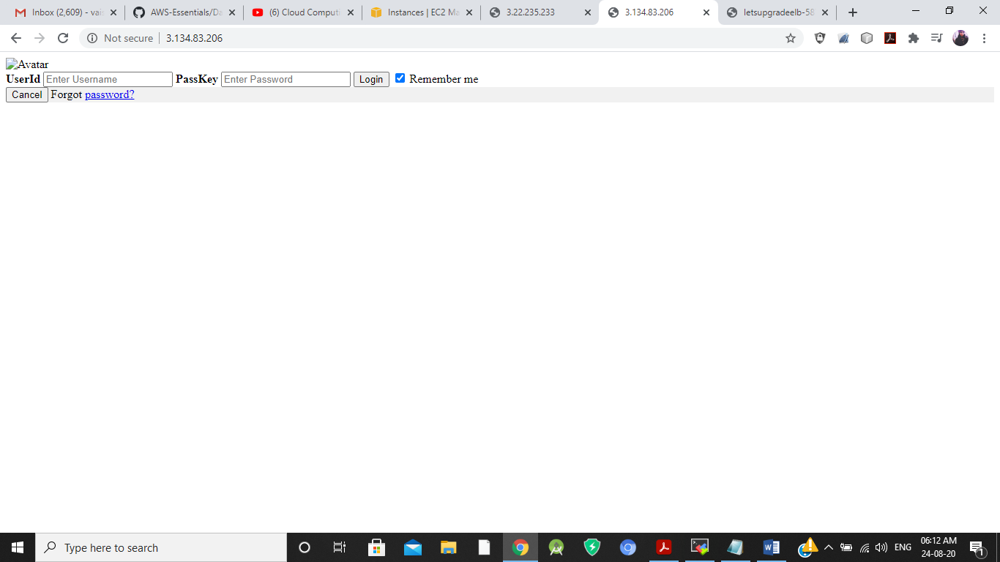 Inbox (2,609) - vai
AWS-Essentials/Da
(6) Cloud Computi
Instances | EC2 Ma
3.22.235.233
3.134.83.206
letsupgradeelb-58
Not secure
3.134.83.206
Avatar
UserId Enter Username PassKey Enter Password Login Remember me
Cancel Forgot password?
Type here to search
ENG
06:12 AM
24-08-20
1